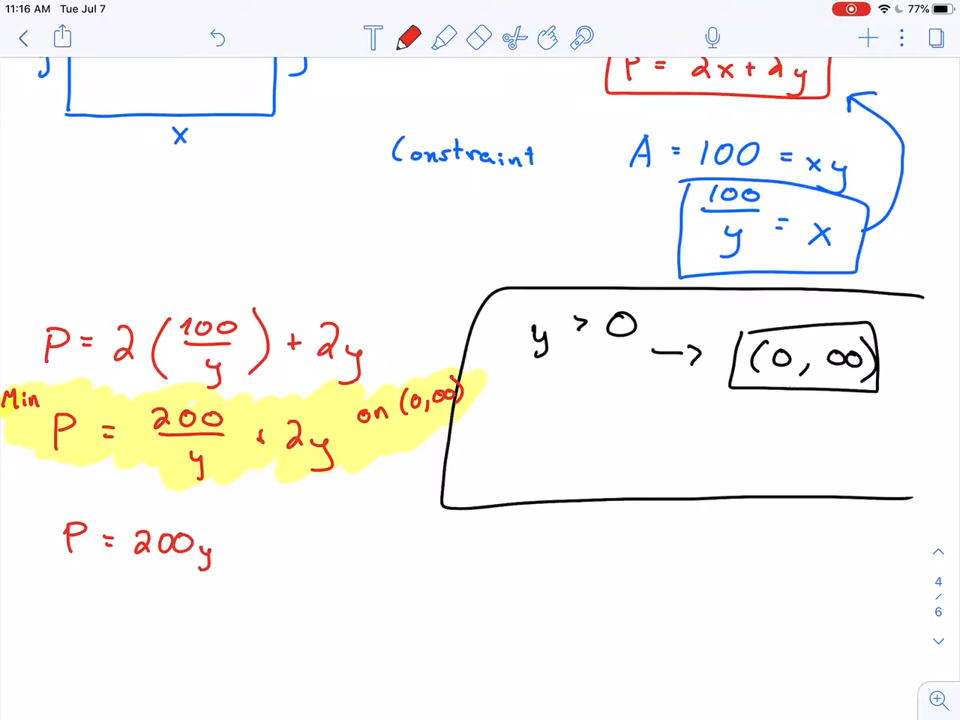 11:16 AM Tue Jul 7
77%
T
y
y
x
P = 2x + 2y
Constraint
A = 100 = xy
100/y = x
y > 0 → (0, ∞)
P = 2(100/y) + 2y
Min P = 200/y + 2y on (0,∞)
P = 200y
4
/
6